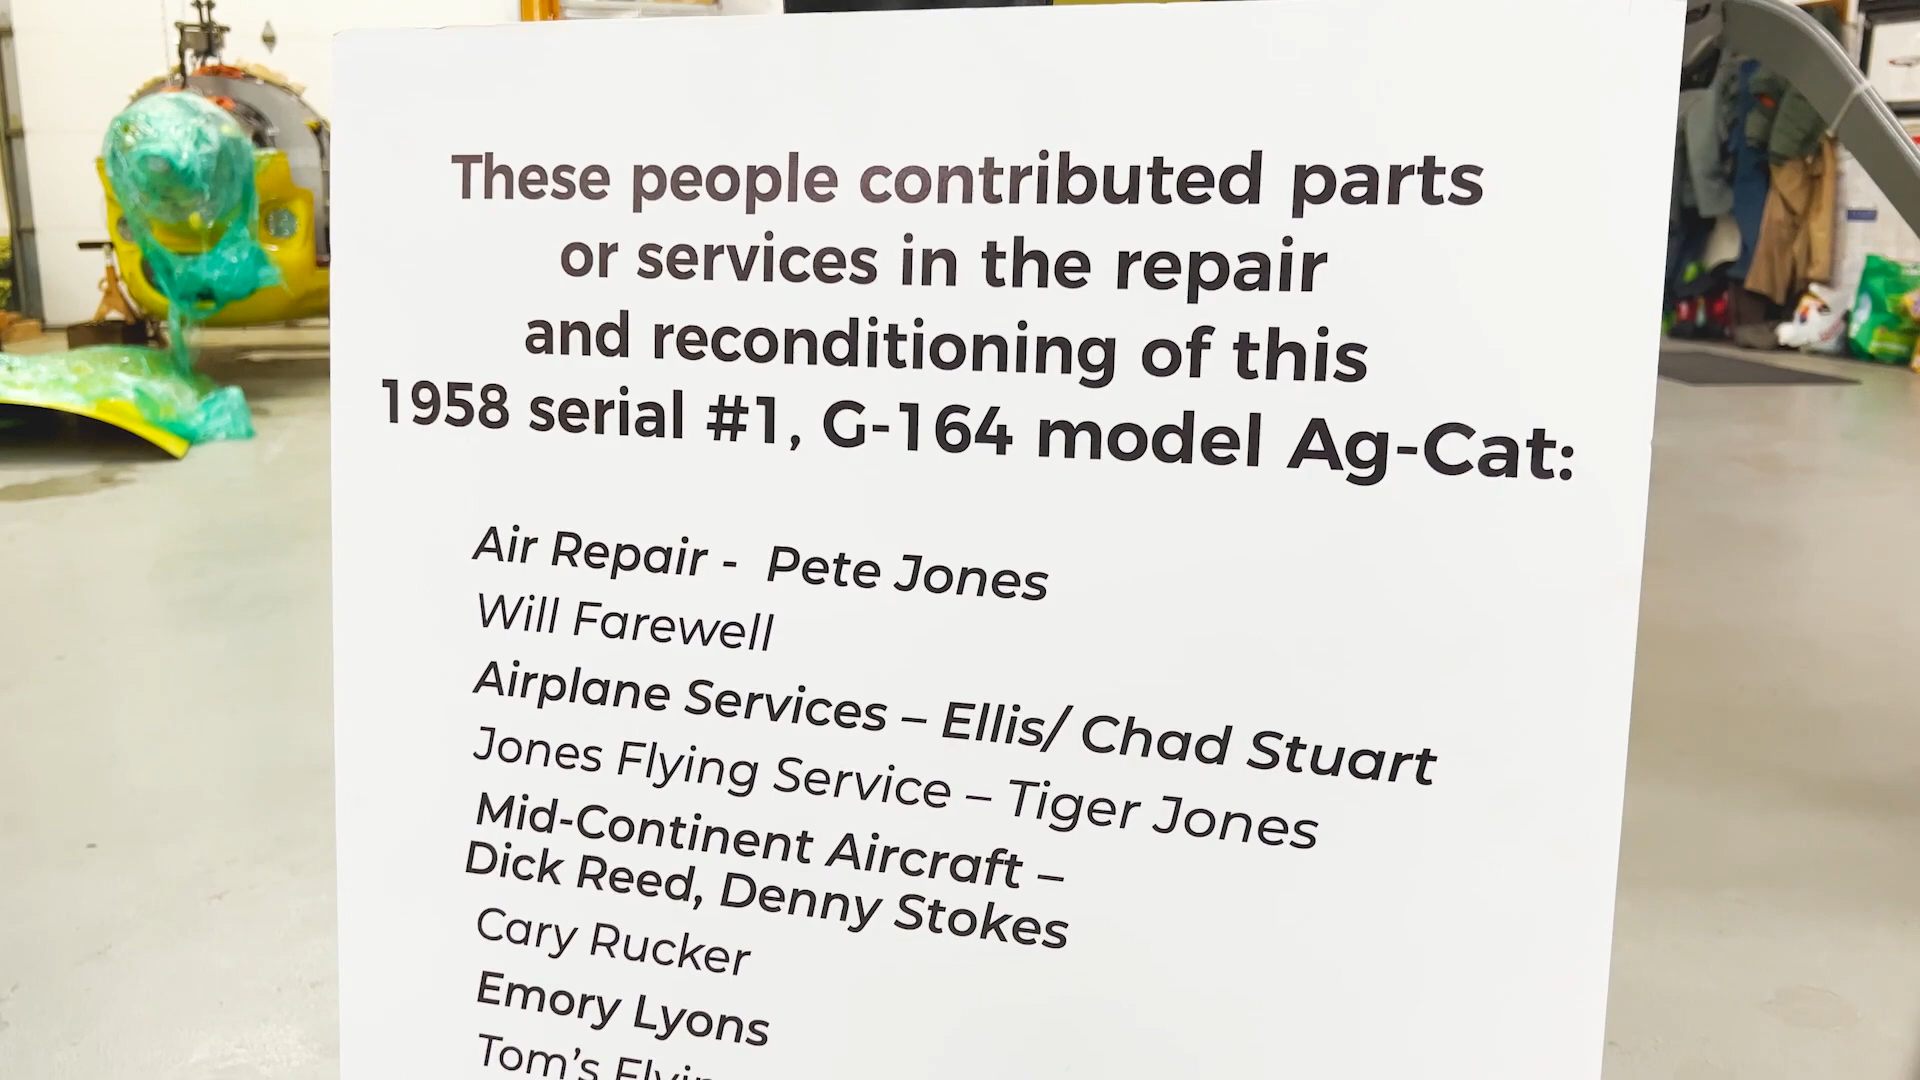 These people contributed parts
or services in the repair
and reconditioning of this
1958 serial #1, G-164 model Ag-Cat:
Air Repair - Pete Jones
Will Farewell
Airplane Services – Ellis/ Chad Stuart
Jones Flying Service – Tiger Jones
Mid-Continent Aircraft –
Dick Reed, Denny Stokes
Cary Rucker
Emory Lyons
Tom's